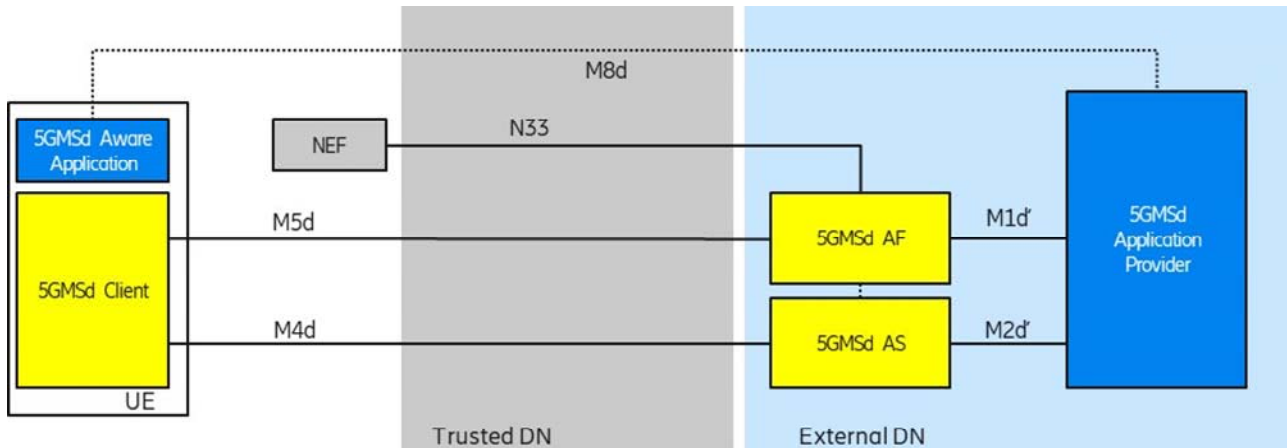 M8d
5GMSd Aware
Application
NEF
N33
M5d
5GMSd AF
M1d'
5GMSd
Application
Provider
5GMSd Client
M4d
5GMSd AS
M2d'
UE
Trusted DN
External DN